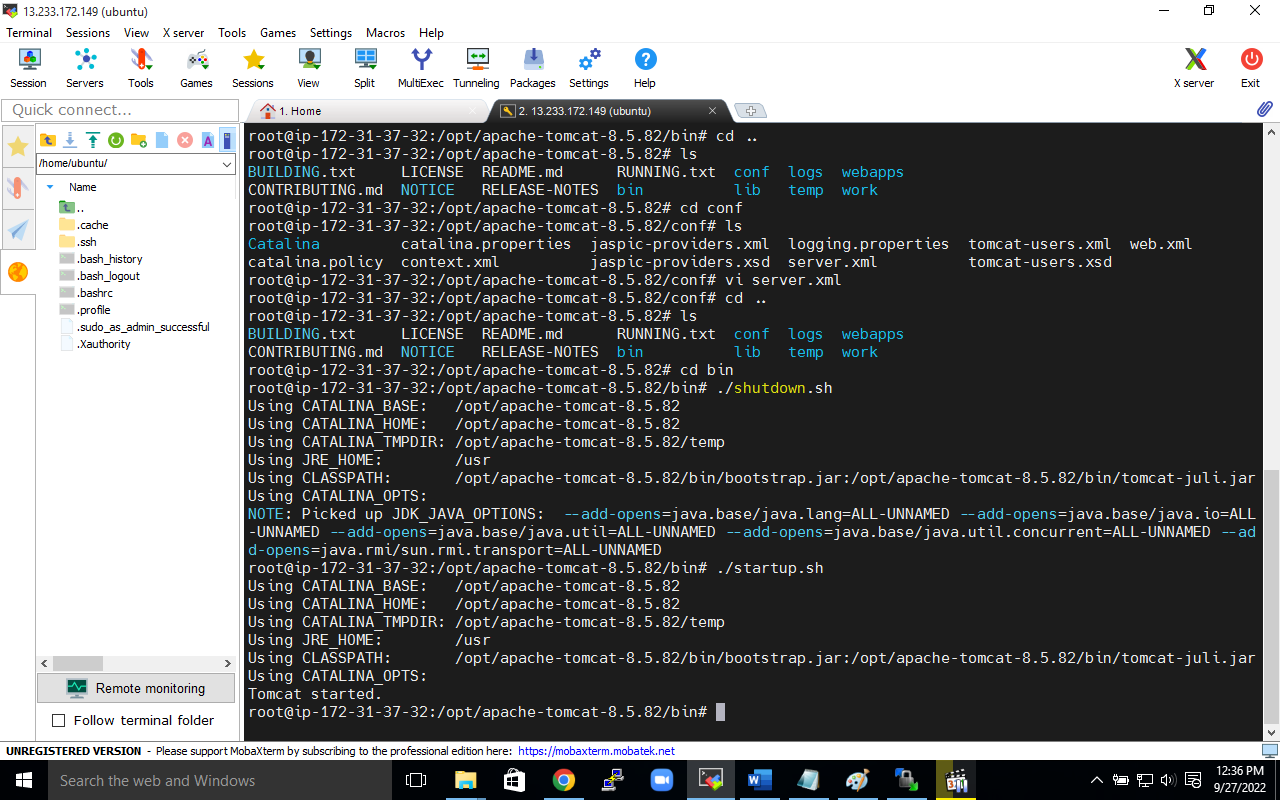 13.233.172.149 (ubuntu)
Terminal Sessions View X server Tools Games Settings Macros Help
Session Servers Tools Games Sessions View Split MultiExec Tunneling Packages Settings Help X server Exit
Quick connect...
1. Home
2. 13.233.172.149 (ubuntu)
/home/ubuntu/
Name
..
.cache
.ssh
.bash_history
.bash_logout
.bashrc
.profile
.sudo_as_admin_successful
.Xauthority
Remote monitoring
Follow terminal folder
root@ip-172-31-37-32:/opt/apache-tomcat-8.5.82/bin# cd ..
root@ip-172-31-37-32:/opt/apache-tomcat-8.5.82# ls
BUILDING.txt LICENSE README.md RUNNING.txt conf logs webapps
CONTRIBUTING.md NOTICE RELEASE-NOTES bin lib temp work
root@ip-172-31-37-32:/opt/apache-tomcat-8.5.82# cd conf
root@ip-172-31-37-32:/opt/apache-tomcat-8.5.82/conf# ls
Catalina catalina.properties jaspic-providers.xml logging.properties tomcat-users.xml web.xml
catalina.policy context.xml jaspic-providers.xsd server.xml tomcat-users.xsd
root@ip-172-31-37-32:/opt/apache-tomcat-8.5.82/conf# vi server.xml
root@ip-172-31-37-32:/opt/apache-tomcat-8.5.82/conf# cd ..
root@ip-172-31-37-32:/opt/apache-tomcat-8.5.82# ls
BUILDING.txt LICENSE README.md RUNNING.txt conf logs webapps
CONTRIBUTING.md NOTICE RELEASE-NOTES bin lib temp work
root@ip-172-31-37-32:/opt/apache-tomcat-8.5.82# cd bin
root@ip-172-31-37-32:/opt/apache-tomcat-8.5.82/bin# ./shutdown.sh
Using CATALINA_BASE: /opt/apache-tomcat-8.5.82
Using CATALINA_HOME: /opt/apache-tomcat-8.5.82
Using CATALINA_TMPDIR: /opt/apache-tomcat-8.5.82/temp
Using JRE_HOME: /usr
Using CLASSPATH: /opt/apache-tomcat-8.5.82/bin/bootstrap.jar:/opt/apache-tomcat-8.5.82/bin/tomcat-juli.jar
Using CATALINA_OPTS:
NOTE: Picked up JDK_JAVA_OPTIONS: --add-opens=java.base/java.lang=ALL-UNNAMED --add-opens=java.base/java.io=ALL
-UNNAMED --add-opens=java.base/java.util=ALL-UNNAMED --add-opens=java.base/java.util.concurrent=ALL-UNNAMED --ad
d-opens=java.rmi/sun.rmi.transport=ALL-UNNAMED
root@ip-172-31-37-32:/opt/apache-tomcat-8.5.82/bin# ./startup.sh
Using CATALINA_BASE: /opt/apache-tomcat-8.5.82
Using CATALINA_HOME: /opt/apache-tomcat-8.5.82
Using CATALINA_TMPDIR: /opt/apache-tomcat-8.5.82/temp
Using JRE_HOME: /usr
Using CLASSPATH: /opt/apache-tomcat-8.5.82/bin/bootstrap.jar:/opt/apache-tomcat-8.5.82/bin/tomcat-juli.jar
Using CATALINA_OPTS:
Tomcat started.
root@ip-172-31-37-32:/opt/apache-tomcat-8.5.82/bin#
UNREGISTERED VERSION - Please support MobaXterm by subscribing to the professional edition here: https://mobaxterm.mobatek.net
Search the web and Windows
12:36 PM
9/27/2022